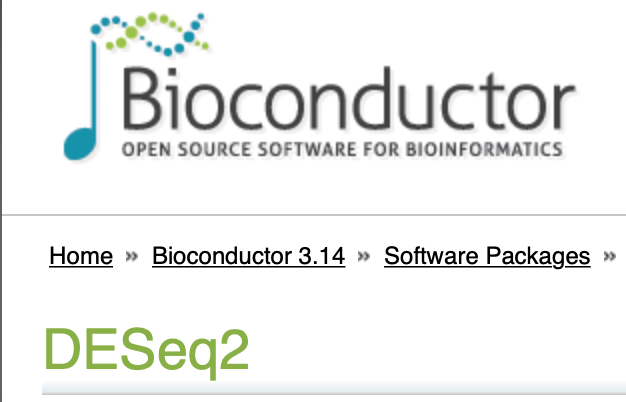 Bioconductor
OPEN SOURCE SOFTWARE FOR BIOINFORMATICS
Home » Bioconductor 3.14 » Software Packages »
DESeq2